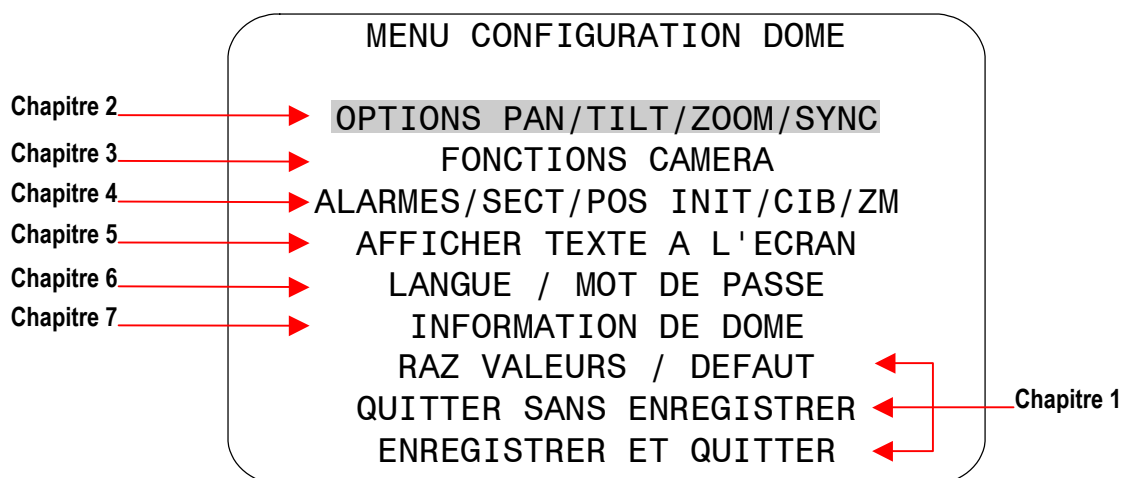 MENU CONFIGURATION DOME
Chapitre 2
OPTIONS PAN/TILT/ZOOM/SYNC
Chapitre 3
FONCTIONS CAMERA
Chapitre 4
ALARMES/SECT/POS INIT/CIB/ZM
Chapitre 5
AFFICHER TEXTE A L'ECRAN
Chapitre 6
LANGUE / MOT DE PASSE
Chapitre 7
INFORMATION DE DOME
RAZ VALEURS / DEFAUT
QUITTER SANS ENREGISTRER
Chapitre 1
ENREGISTRER ET QUITTER